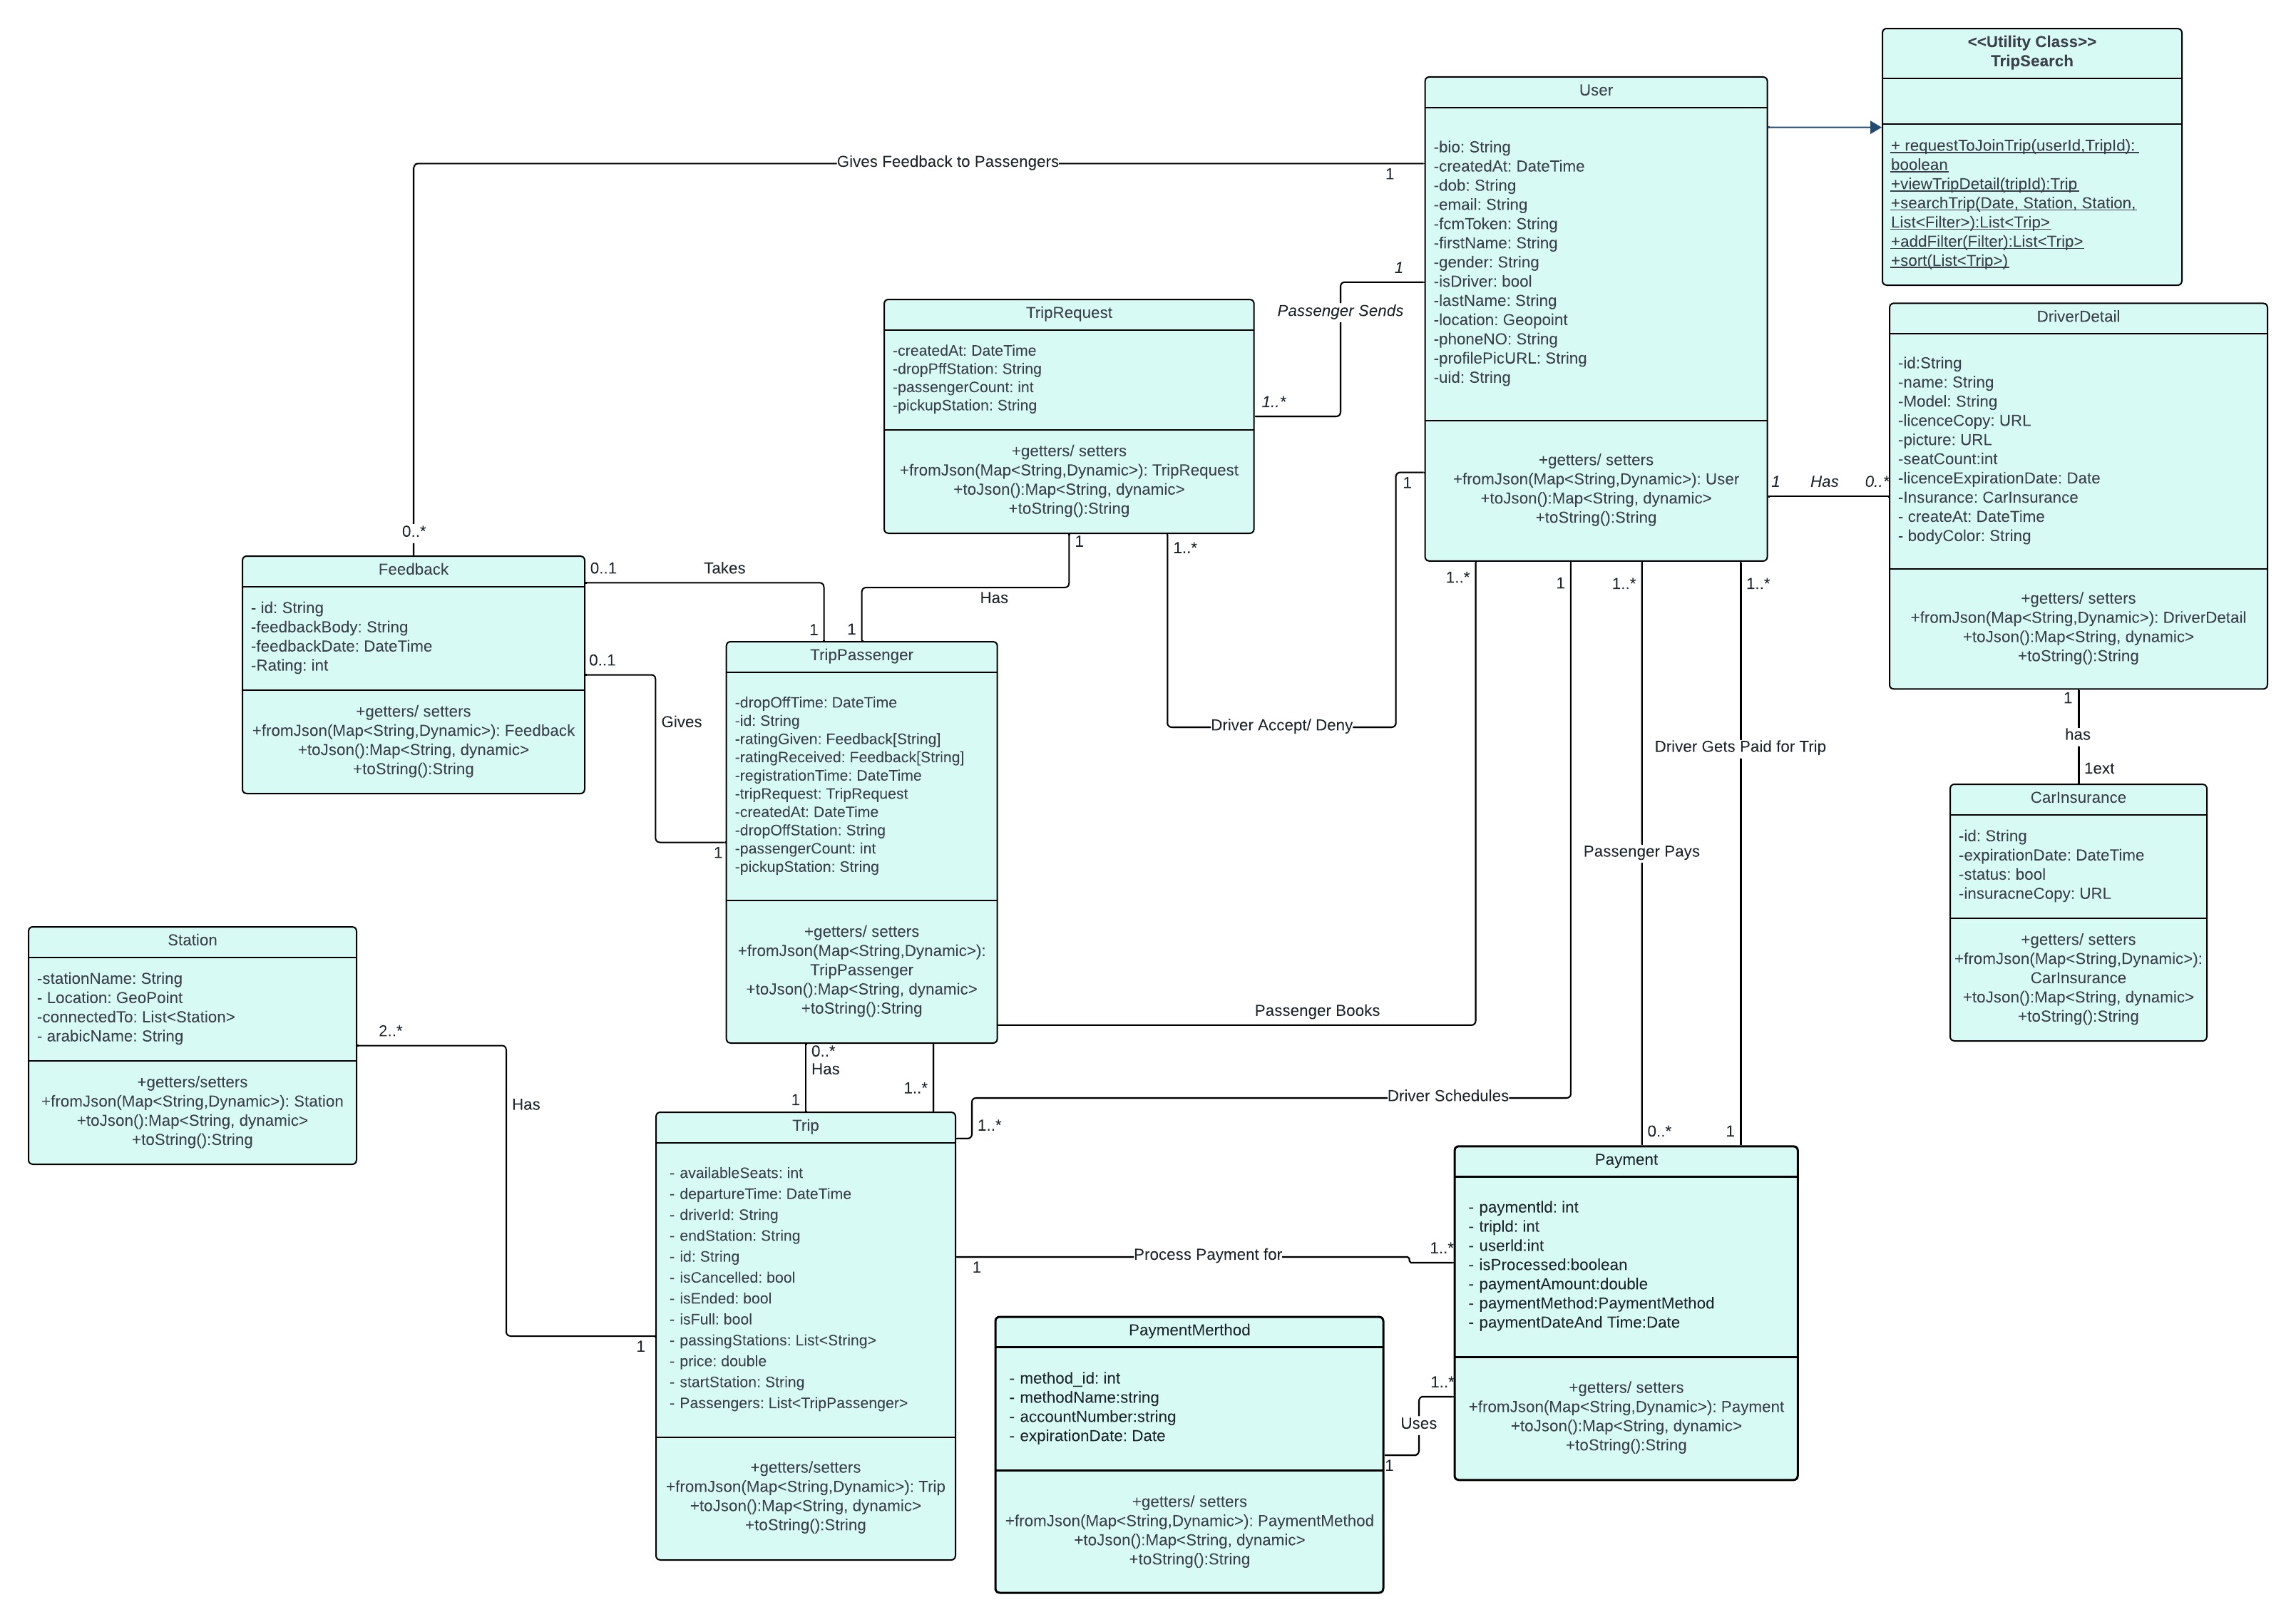 <<Utility Class>>
TripSearch
+ requestToJoinTrip(userId,TripId):
boolean
+viewTripDetail(tripId):Trip
+searchTrip(Date, Station, Station,
List<Filter>):List<Trip>
+addFilter(Filter):List<Trip>
+sort(List<Trip>)
User
-bio: String
-createdAt: DateTime
-dob: String
-email: String
-fcmToken: String
-firstName: String
-gender: String
-isDriver: bool
-lastName: String
-location: Geopoint
-phoneNO: String
-profilePicURL: String
-uid: String
+getters/ setters
+fromJson(Map<String,Dynamic>): User
+toJson():Map<String, dynamic>
+toString():String
Gives Feedback to Passengers
1
0..*
1
Passenger Sends
1..*
TripRequest
-createdAt: DateTime
-dropPffStation: String
-passengerCount: int
-pickupStation: String
+getters/ setters
+fromJson(Map<String,Dynamic>): TripRequest
+toJson():Map<String, dynamic>
+toString():String
DriverDetail
-id:String
-name: String
-Model: String
-licenceCopy: URL
-picture: URL
-seatCount:int
-licenceExpirationDate: Date
-Insurance: CarInsurance
- createAt: DateTime
- bodyColor: String
+getters/ setters
+fromJson(Map<String,Dynamic>): DriverDetail
+toJson():Map<String, dynamic>
+toString():String
1
Has
0..*
1
1..*
1
Driver Accept/ Deny
Has
1
Feedback
- id: String
-feedbackBody: String
-feedbackDate: DateTime
-Rating: int
+getters/ setters
+fromJson(Map<String,Dynamic>): Feedback
+toJson():Map<String, dynamic>
+toString():String
0..1
Takes
1
0..1
Gives
1
TripPassenger
-dropOffTime: DateTime
-id: String
-ratingGiven: Feedback[String]
-ratingReceived: Feedback[String]
-registrationTime: DateTime
-tripRequest: TripRequest
-createdAt: DateTime
-dropOffStation: String
-passengerCount: int
-pickupStation: String
+getters/ setters
+fromJson(Map<String,Dynamic>):
TripPassenger
+toJson():Map<String, dynamic>
+toString():String
1..*
1
1..*
1..*
Driver Gets Paid for Trip
Passenger Pays
Passenger Books
Driver Schedules
1..*
0..*
1
1
has
1ext
CarInsurance
-id: String
-expirationDate: DateTime
-status: bool
-insuracneCopy: URL
+getters/ setters
+fromJson(Map<String,Dynamic>):
CarInsurance
+toJson():Map<String, dynamic>
+toString():String
Station
-stationName: String
- Location: GeoPoint
-connectedTo: List<Station>
- arabicName: String
+getters/setters
+fromJson(Map<String,Dynamic>): Station
+toJson():Map<String, dynamic>
+toString():String
2..*
Has
1
0..*
Has
1
1..*
Trip
- availableSeats: int
- departureTime: DateTime
- driverId: String
- endStation: String
- id: String
- isCancelled: bool
- isEnded: bool
- isFull: bool
- passingStations: List<String>
- price: double
- startStation: String
- Passengers: List<TripPassenger>
+getters/setters
+fromJson(Map<String,Dynamic>): Trip
+toJson():Map<String, dynamic>
+toString():String
1
Process Payment for
1..*
Payment
- paymentId: int
- tripId: int
- userId:int
- isProcessed:boolean
- paymentAmount:double
- paymentMethod:PaymentMethod
- paymentDateAnd Time:Date
+getters/ setters
+fromJson(Map<String,Dynamic>): Payment
+toJson():Map<String, dynamic>
+toString():String
1..*
Uses
1
PaymentMerthod
- method_id: int
- methodName:string
- accountNumber:string
- expirationDate: Date
+getters/ setters
+fromJson(Map<String,Dynamic>): PaymentMethod
+toJson():Map<String, dynamic>
+toString():String